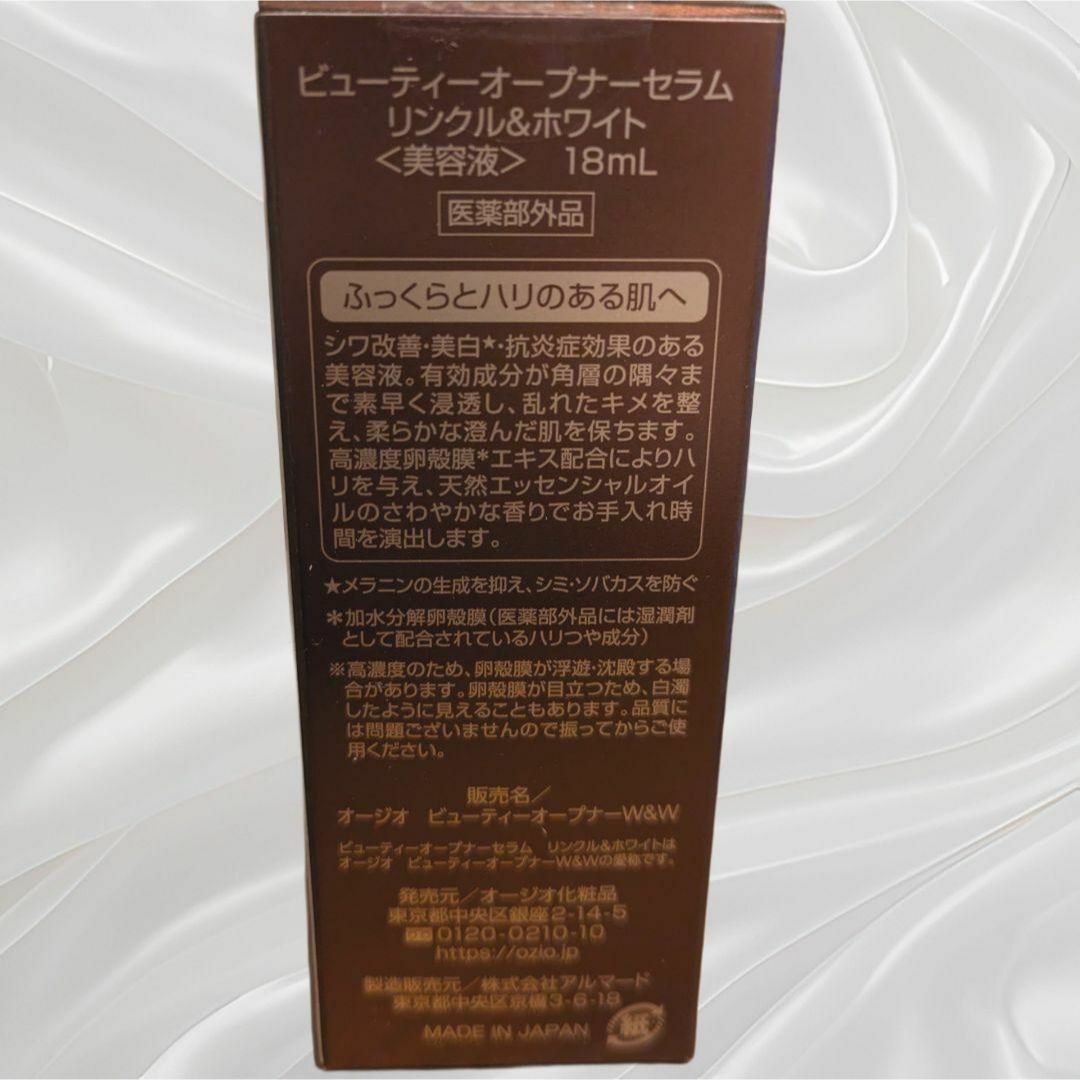 ビューティーオープナーセラム
リンクル&ホワイト
＜美容液＞　18mL
医薬部外品
ふっくらとハリのある肌へ
シワ改善・美白★・抗炎症効果のある
美容液。有効成分が角層の隅々ま
で素早く浸透し、乱れたキメを整
え、柔らかな澄んだ肌を保ちます。
高濃度卵殻膜*エキス配合によりハ
リを与え、天然エッセンシャルオイ
ルのさわやかな香りでお手入れ時
間を演出します。
★メラニンの生成を抑え、シミ・ソバカスを防ぐ
*加水分解卵殻膜（医薬部外品には湿潤剤
として配合されているハリつや成分）
※高濃度のため、卵殻膜が浮遊・沈殿する場
合があります。卵殻膜が目立つため、白濁
したように見えることもあります。品質に
は問題ございませんので振ってからご使
用ください。
販売名／
オージオ　ビューティーオープナーW&W
ビューティーオープナーセラム　リンクル&ホワイトは
オージオ　ビューティーオープナーW&Wの愛称です。
発売元／オージオ化粧品
東京都中央区銀座2-14-5
0120-0210-10
https://ozio.jp
製造販売元／株式会社アルマード
東京都中央区京橋3-6-18
MADE IN JAPAN
紙